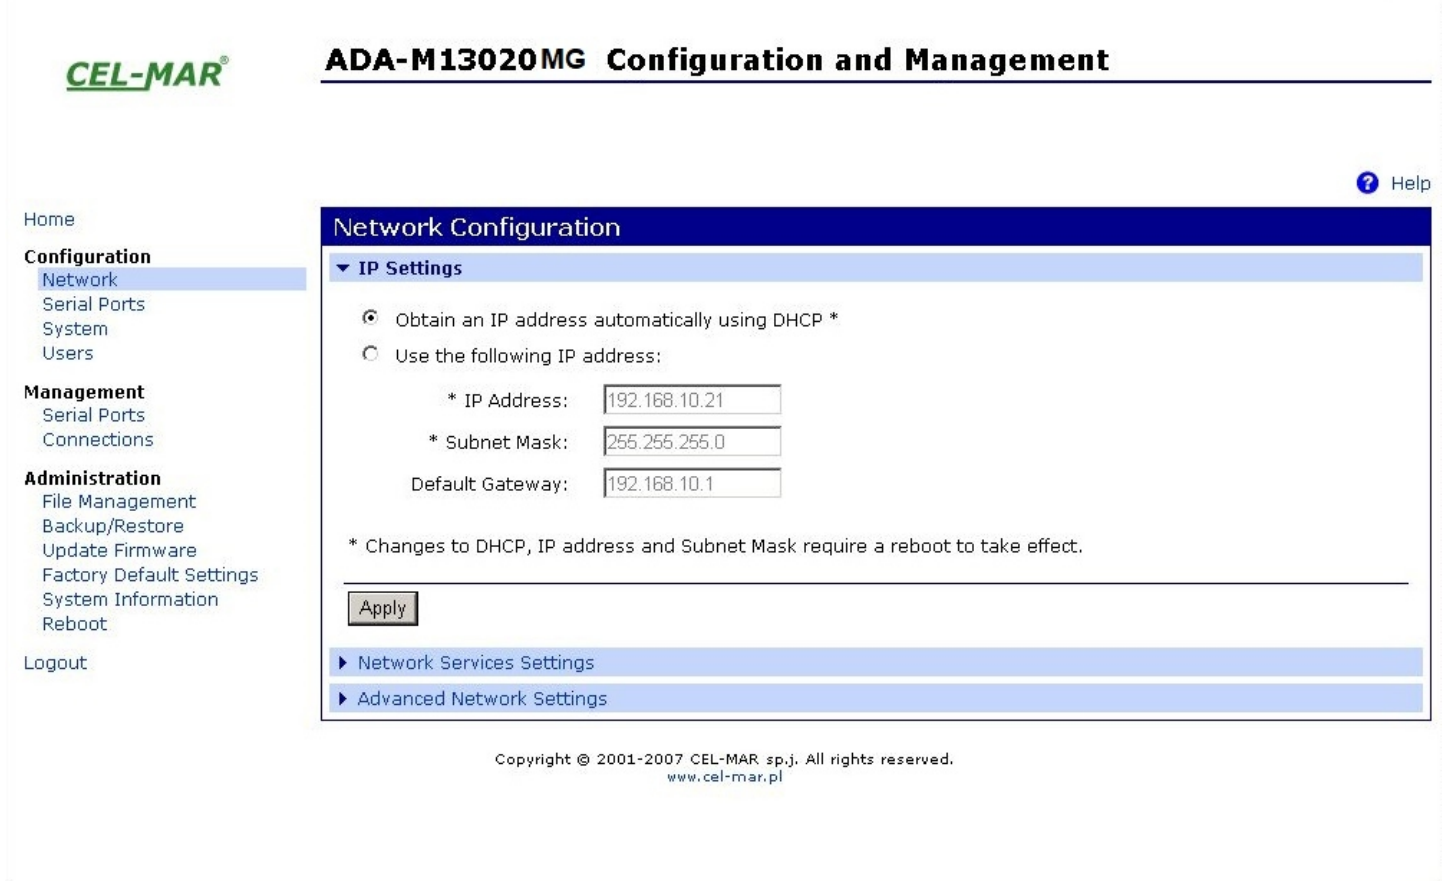 CEL-MAR®
ADA-M13020MG Configuration and Management
? Help
Home
Configuration
Network
Serial Ports
System
Users
Management
Serial Ports
Connections
Administration
File Management
Backup/Restore
Update Firmware
Factory Default Settings
System Information
Reboot
Logout
Network Configuration
IP Settings
Obtain an IP address automatically using DHCP *
Use the following IP address:
* IP Address: 192.168.10.21
* Subnet Mask: 255.255.255.0
Default Gateway: 192.168.10.1
* Changes to DHCP, IP address and Subnet Mask require a reboot to take effect.
Apply
Network Services Settings
Advanced Network Settings
Copyright © 2001-2007 CEL-MAR sp.j. All rights reserved.
www.cel-mar.pl